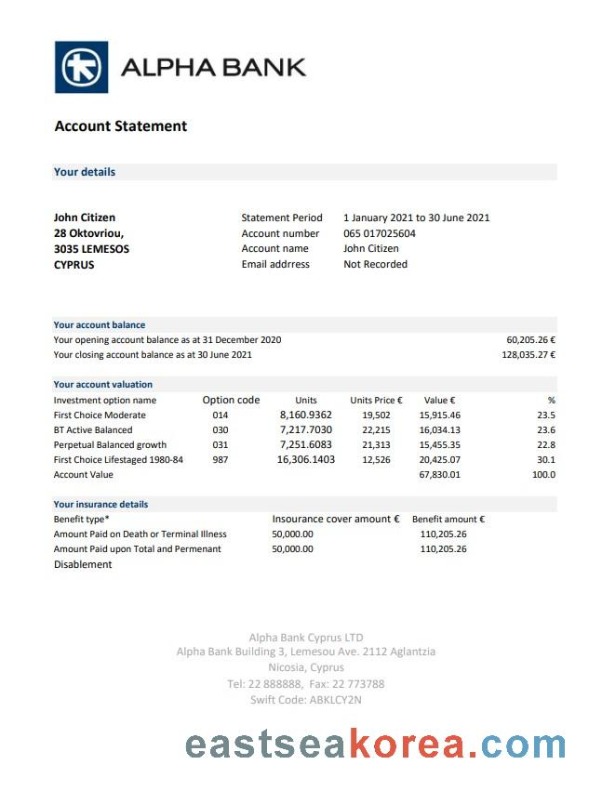 ALPHA BANK
Account Statement
Your details
John Citizen Statement Period 1 January 2021 to 30 June 2021
28 Oktovriou, Account number 065 017025604
3035 LEMESOS Account name John Citizen
CYPRUS Email addrress Not Recorded
Your account balance
Your opening account balance as at 31 December 2020 60,205.26 €
Your closing account balance as at 30 June 2021 128,035.27 €
Your account valuation
Investment option name Option code Units Units Price € Value € %
First Choice Moderate 014 8,160.9362 19,502 15,915.46 23.5
BT Active Balanced 030 7,217.7030 22,215 16,034.13 23.6
Perpetual Balanced growth 031 7,251.6083 21,313 15,455.35 22.8
First Choice Lifestaged 1980-84 987 16,306.1403 12,526 20,425.07 30.1
Account Value 67,830.01 100.0
Your insurance details
Benefit type* Insourance cover amount € Benefit amount €
Amount Paid on Death or Terminal Illness 50,000.00 110,205.26
Amount Paid upon Total and Permenant 50,000.00 110,205.26
Disablement
Alpha Bank Cyprus LTD
Alpha Bank Building 3, Lemesou Ave. 2112 Aglantzia
Nicosia, Cyprus
Tel: 22 888888, Fax: 22 773788
Swift Code: ABKLCY2N
eastseakorea.com